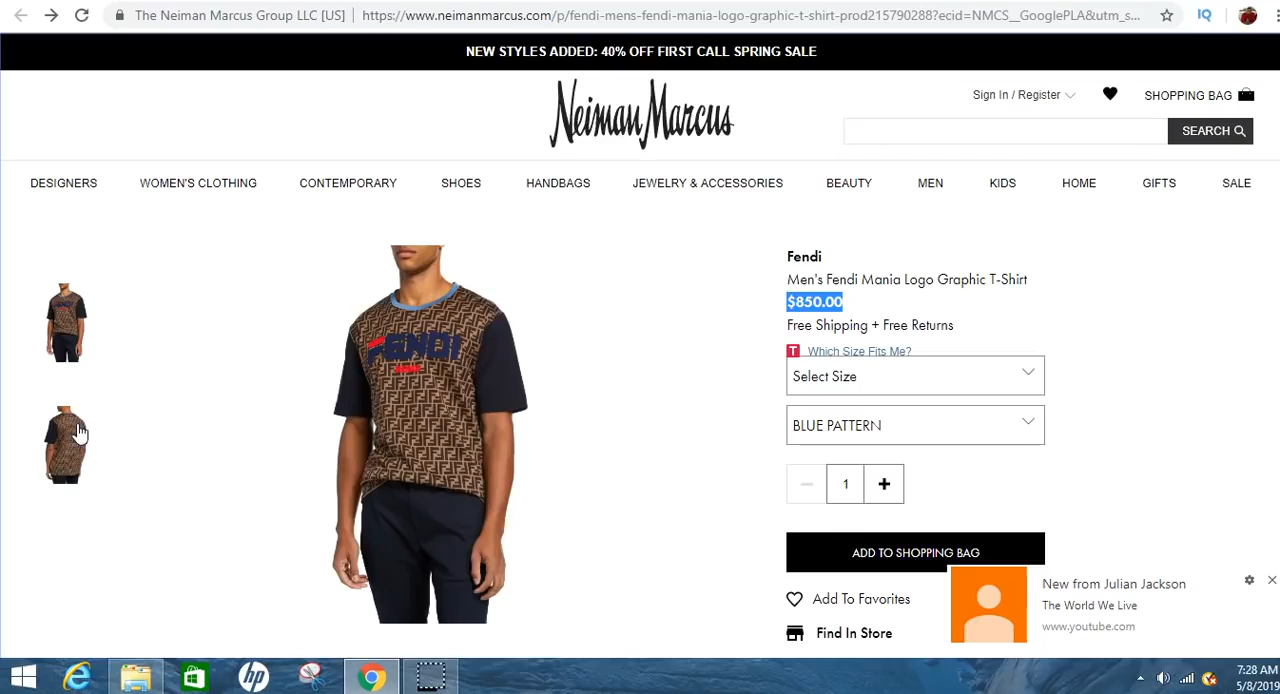 The Neiman Marcus Group LLC [US]
https://www.neimanmarcus.com/p/fendi-mens-fendi-mania-logo-graphic-t-shirt-prod215790288?ecid=NMCS__GooglePLA&utm_s...
IQ
NEW STYLES ADDED: 40% OFF FIRST CALL SPRING SALE
Neiman Marcus
Sign In / Register
SHOPPING BAG
SEARCH
DESIGNERS
WOMEN'S CLOTHING
CONTEMPORARY
SHOES
HANDBAGS
JEWELRY & ACCESSORIES
BEAUTY
MEN
KIDS
HOME
GIFTS
SALE
FENDI
Fendi
Men's Fendi Mania Logo Graphic T-Shirt
$850.00
Free Shipping + Free Returns
T Which Size Fits Me?
Select Size
BLUE PATTERN
1
ADD TO SHOPPING BAG
Add To Favorites
Find In Store
New from Julian Jackson
The World We Live
www.youtube.com
hp
7:28 AM
5/8/2019